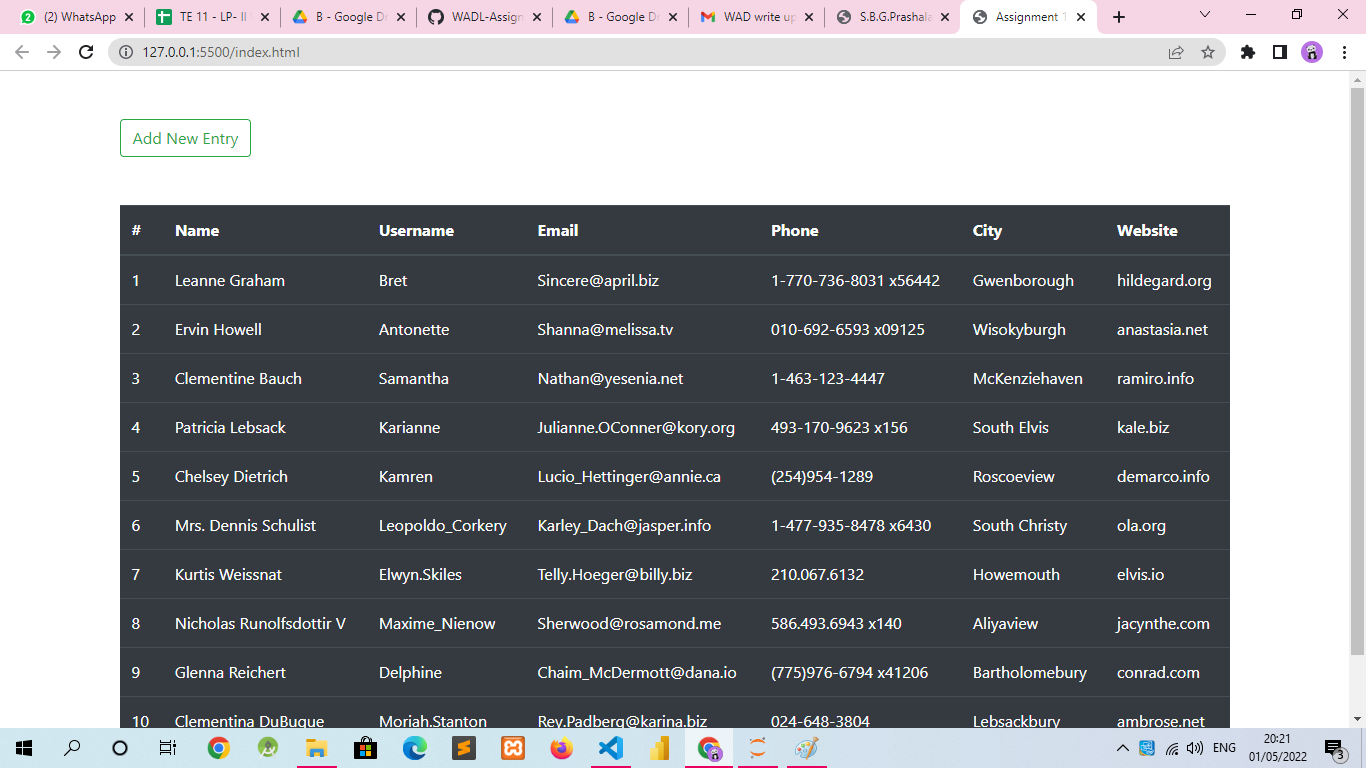 (2) WhatsApp
TE 11 - LP- II
B - Google Dr
WADL-Assign
B - Google Dr
WAD write up
S.B.G.Prashala
Assignment 1
127.0.0.1:5500/index.html
Add New Entry
# Name Username Email Phone City Website
1 Leanne Graham Bret Sincere@april.biz 1-770-736-8031 x56442 Gwenborough hildegard.org
2 Ervin Howell Antonette Shanna@melissa.tv 010-692-6593 x09125 Wisokyburgh anastasia.net
3 Clementine Bauch Samantha Nathan@yesenia.net 1-463-123-4447 McKenziehaven ramiro.info
4 Patricia Lebsack Karianne Julianne.OConner@kory.org 493-170-9623 x156 South Elvis kale.biz
5 Chelsey Dietrich Kamren Lucio_Hettinger@annie.ca (254)954-1289 Roscoeview demarco.info
6 Mrs. Dennis Schulist Leopoldo_Corkery Karley_Dach@jasper.info 1-477-935-8478 x6430 South Christy ola.org
7 Kurtis Weissnat Elwyn.Skiles Telly.Hoeger@billy.biz 210.067.6132 Howemouth elvis.io
8 Nicholas Runolfsdottir V Maxime_Nienow Sherwood@rosamond.me 586.493.6943 x140 Aliyaview jacynthe.com
9 Glenna Reichert Delphine Chaim_McDermott@dana.io (775)976-6794 x41206 Bartholomebury conrad.com
10 Clementina DuBuque Moriah.Stanton Rey.Padberg@karina.biz 024-648-3804 Lebsackbury ambrose.net
ENG
20:21
01/05/2022
3